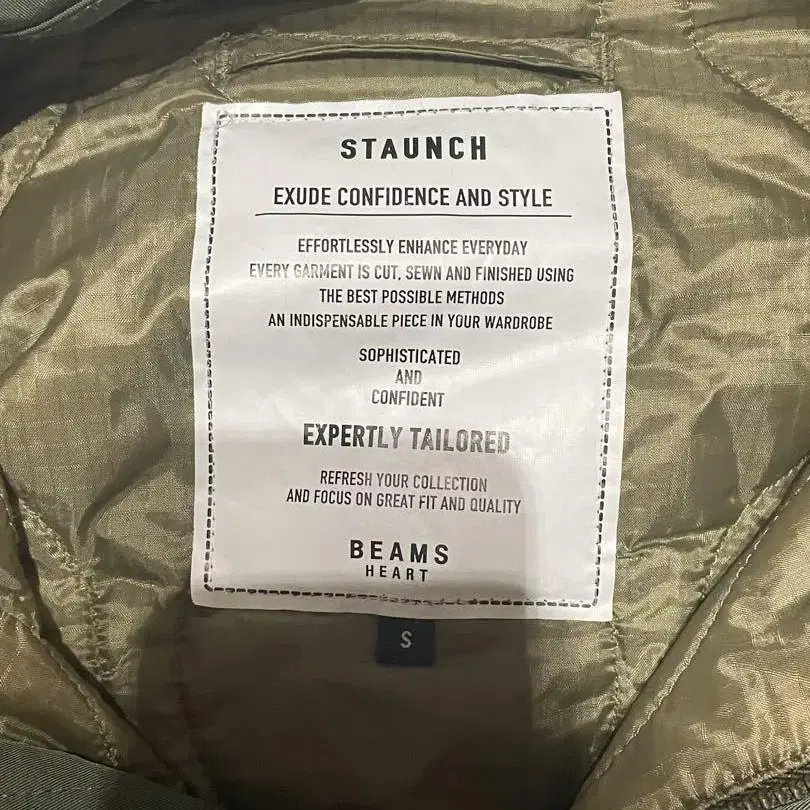 STAUNCH
EXUDE CONFIDENCE AND STYLE
EFFORTLESSLY ENHANCE EVERYDAY
EVERY GARMENT IS CUT, SEWN AND FINISHED USING
THE BEST POSSIBLE METHODS
AN INDISPENSABLE PIECE IN YOUR WARDROBE
SOPHISTICATED
AND
CONFIDENT
EXPERTLY TAILORED
REFRESH YOUR COLLECTION
AND FOCUS ON GREAT FIT AND QUALITY
BEAMS
HEART
S